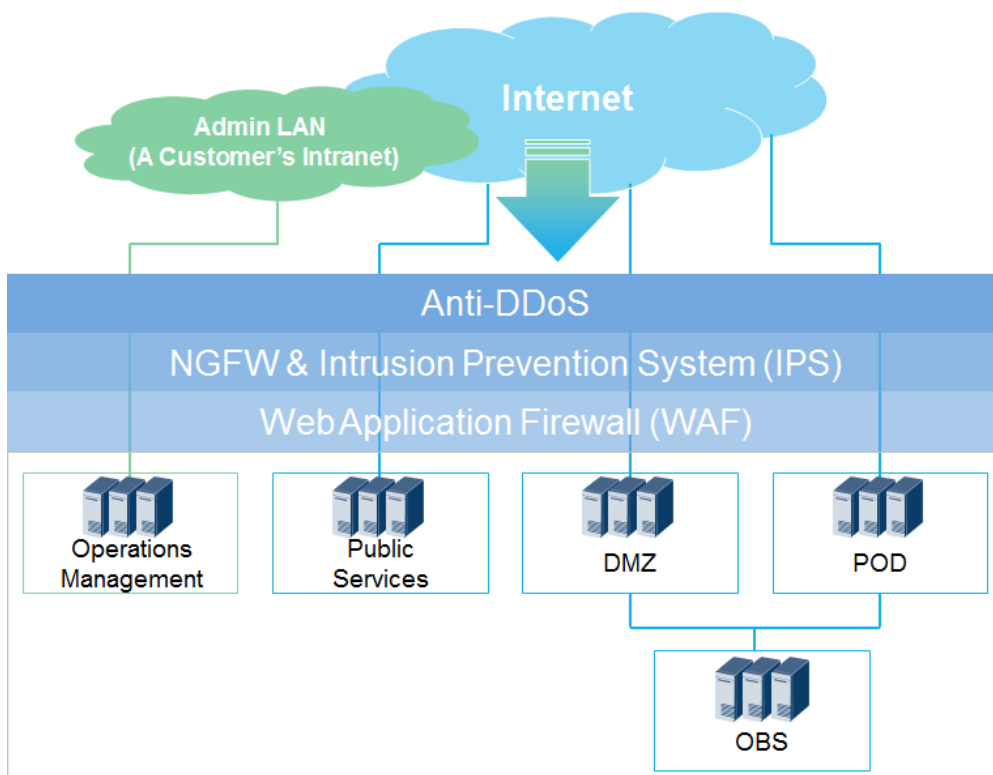 Internet
Admin LAN
(A Customer's Intranet)
Anti-DDoS
NGFW & Intrusion Prevention System (IPS)
Web Application Firewall (WAF)
Operations
Management
Public
Services
DMZ
POD
OBS